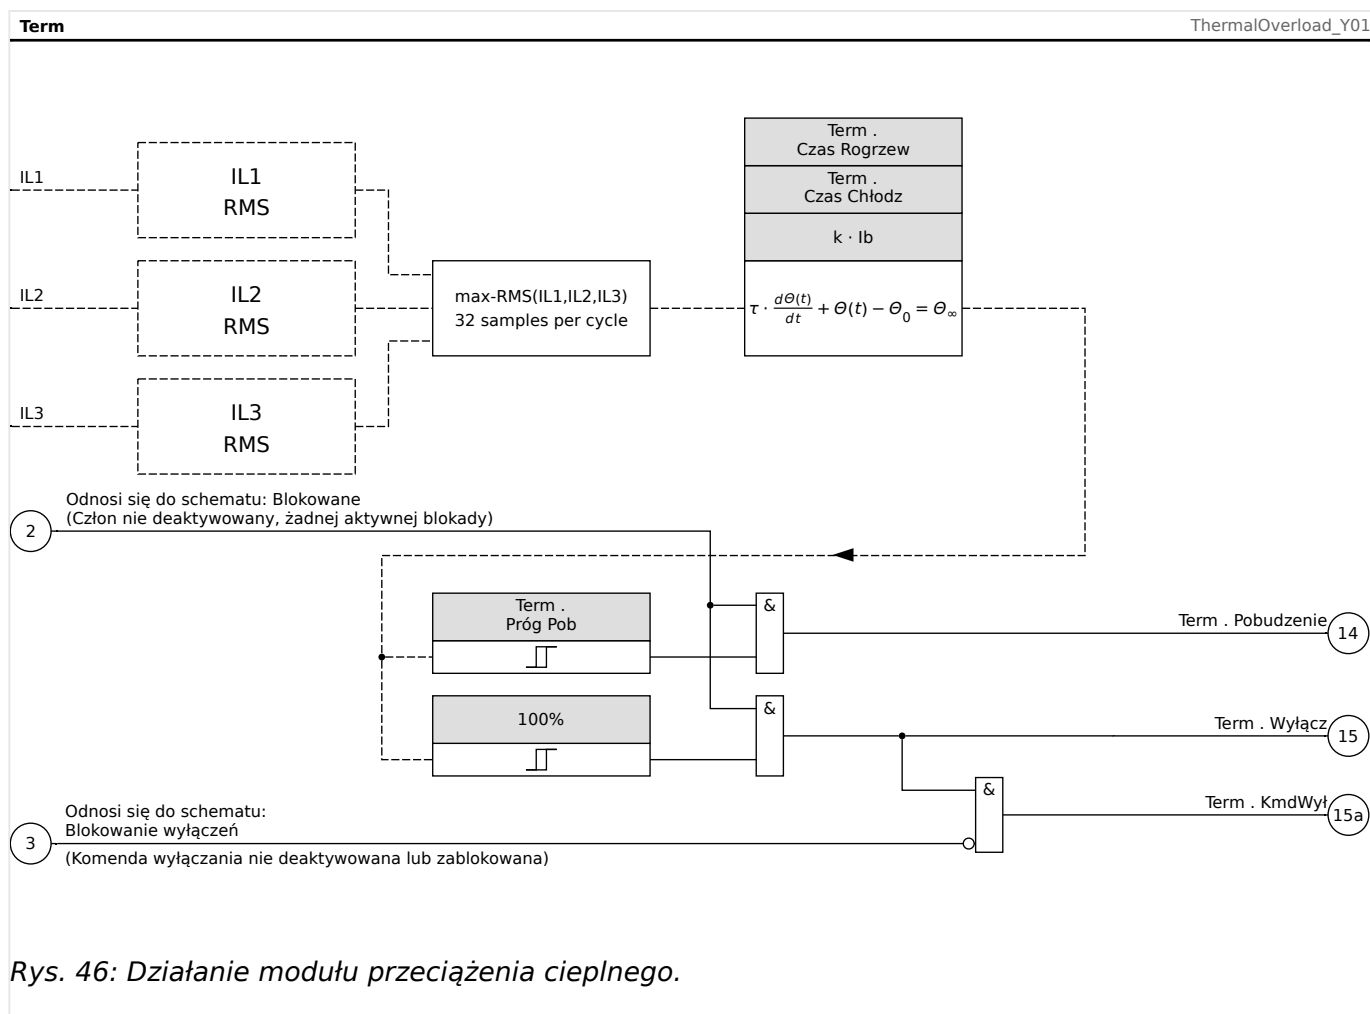 Term
ThermalOverload_Y01
Term .
Czas Rogrzew
Term .
Czas Chłodz
k · Ib
τ · dΘ(t)/dt + Θ(t) − Θ₀ = Θ∞
IL1
IL1
RMS
IL2
IL2
RMS
IL3
IL3
RMS
max-RMS(IL1,IL2,IL3)
32 samples per cycle
Odnosi się do schematu: Blokowane
(Człon nie deaktywowany, żadnej aktywnej blokady)
2
Term .
Próg Pob
&
Term . Pobudzenie
14
100%
&
Term . Wyłącz
15
&
Term . KmdWył
15a
Odnosi się do schematu:
Blokowanie wyłączeń
3
(Komenda wyłączania nie deaktywowana lub zablokowana)
Rys. 46: Działanie modułu przeciążenia cieplnego.